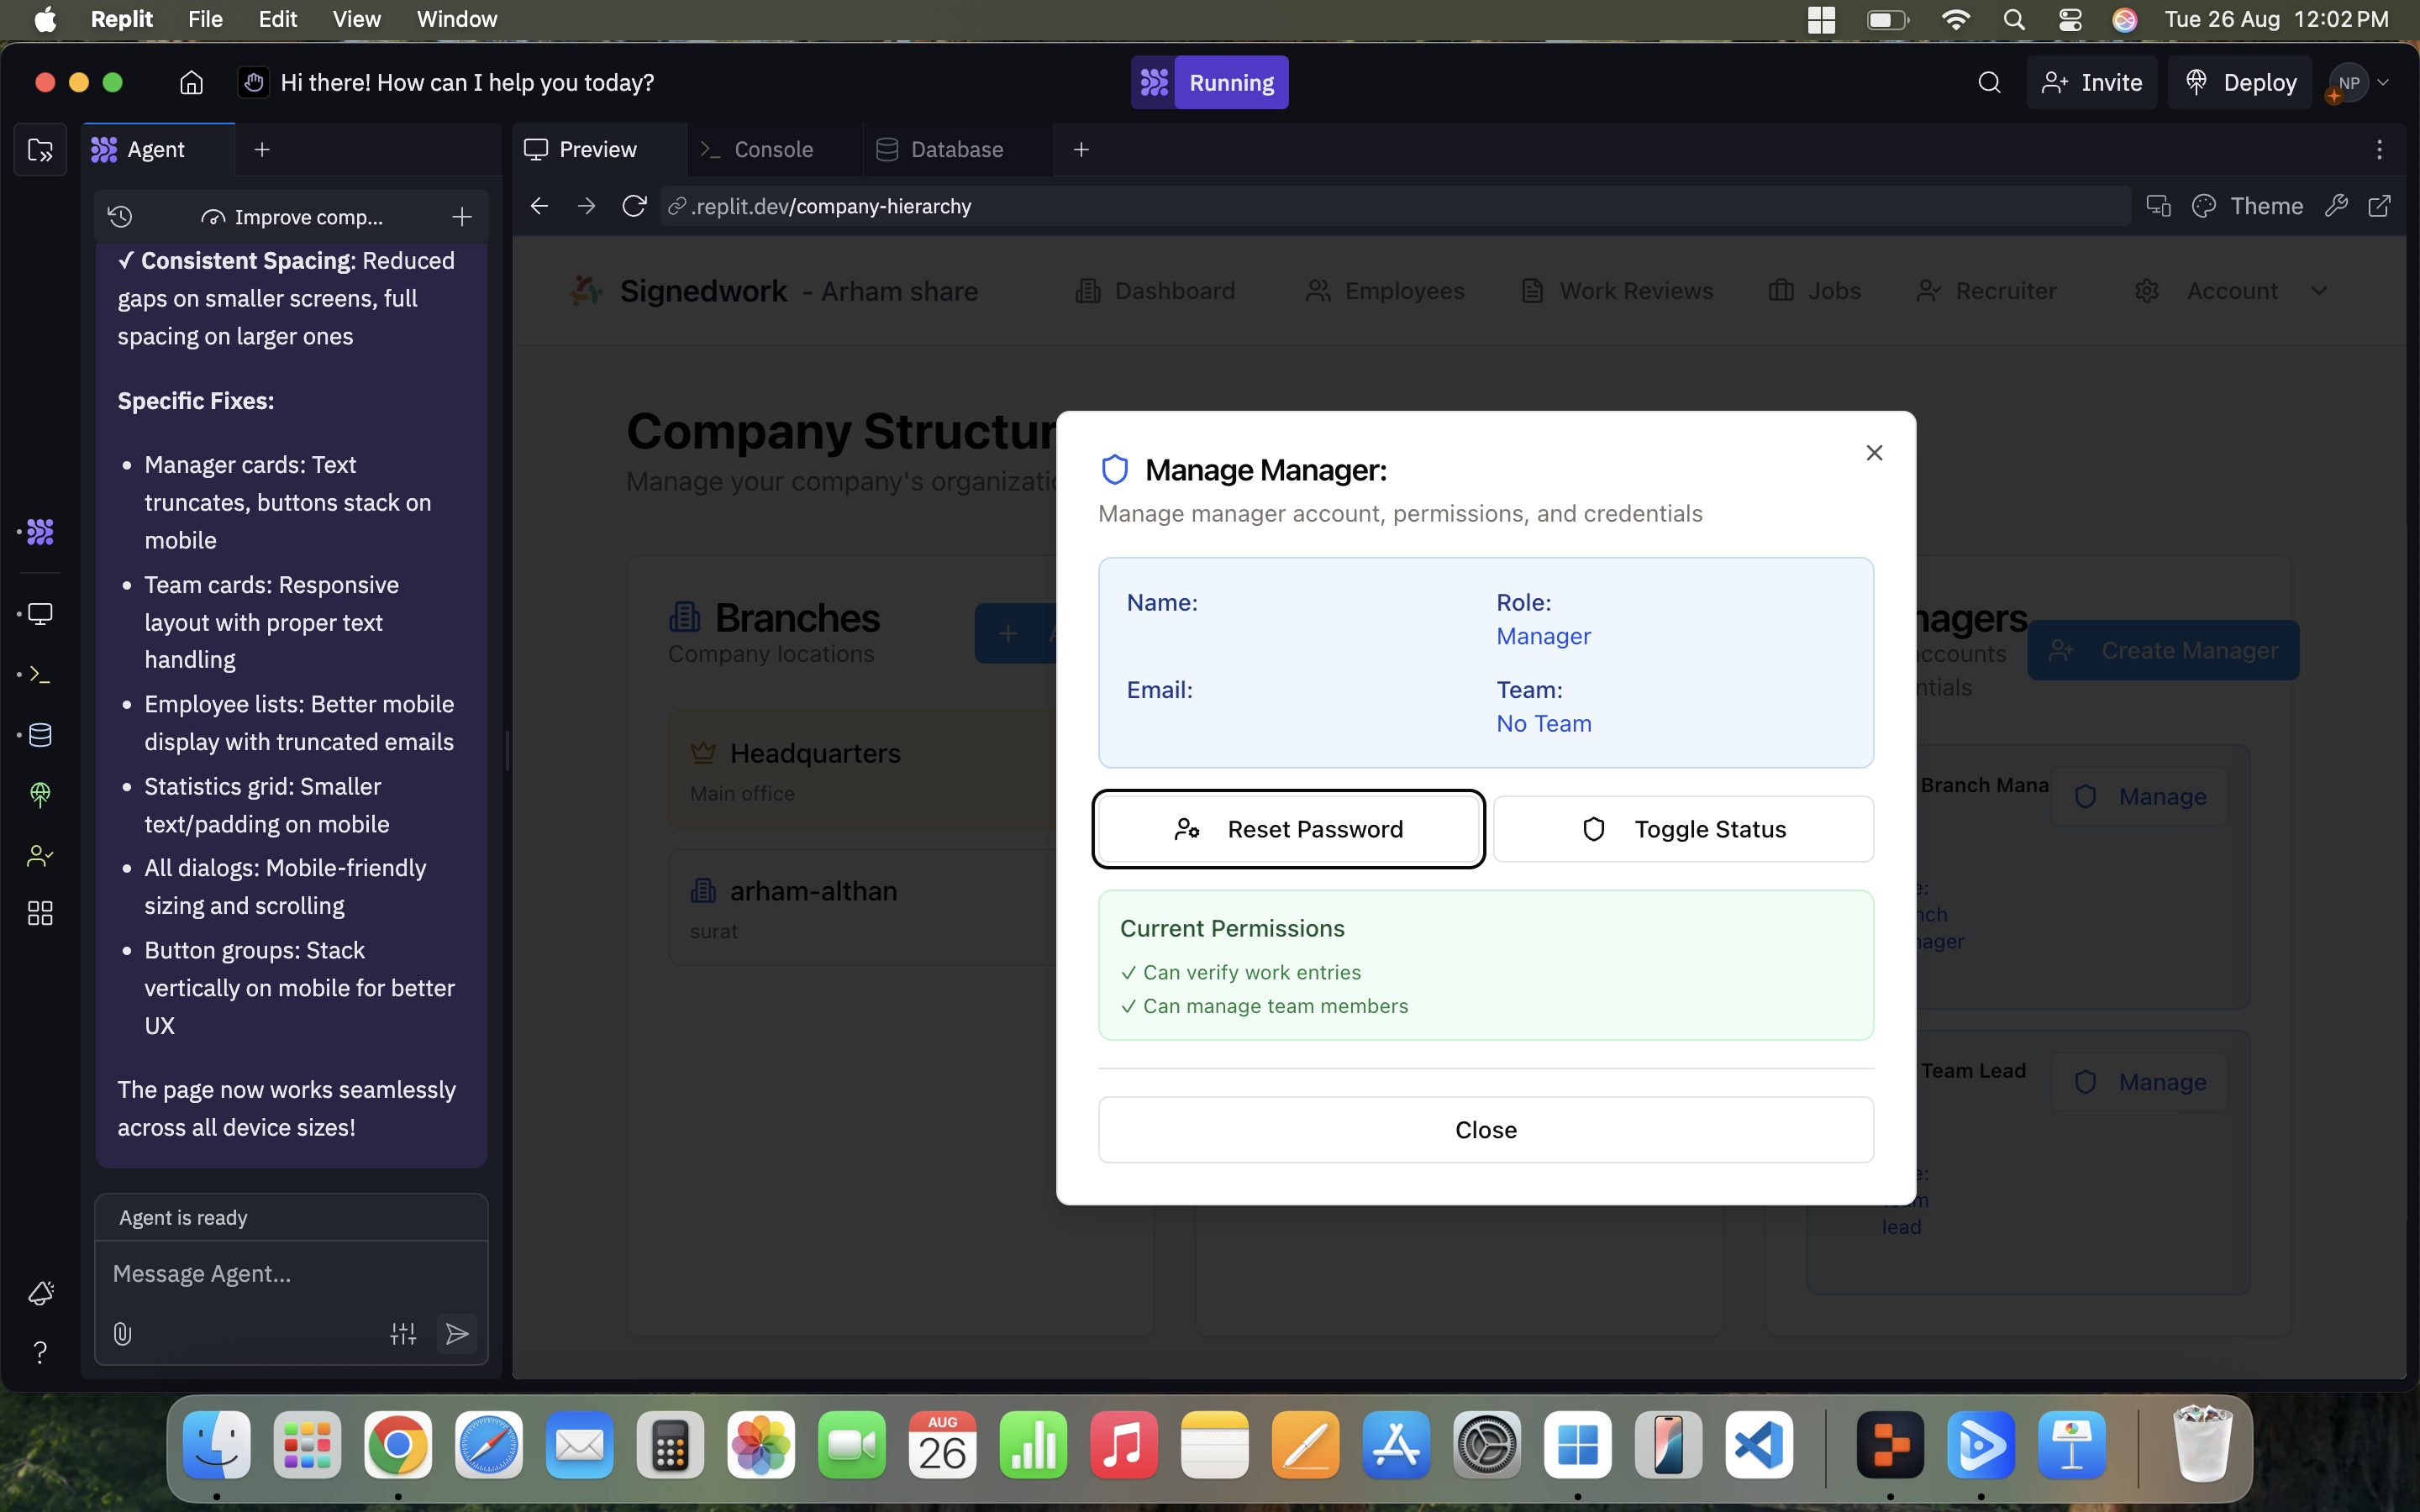 Replit File Edit View Window Tue 26 Aug 12:02 PM
Hi there! How can I help you today? Running Invite Deploy NP
Agent Preview Console Database
Improve comp... .replit.dev/company-hierarchy Theme
✓ Consistent Spacing: Reduced
gaps on smaller screens, full
spacing on larger ones
Specific Fixes:
• Manager cards: Text
truncates, buttons stack on
mobile
• Team cards: Responsive
layout with proper text
handling
• Employee lists: Better mobile
display with truncated emails
• Statistics grid: Smaller
text/padding on mobile
• All dialogs: Mobile-friendly
sizing and scrolling
• Button groups: Stack
vertically on mobile for better
UX
The page now works seamlessly
across all device sizes!
Agent is ready
Message Agent...
Signedwork - Arham share Dashboard Employees Work Reviews Jobs Recruiter Account
Company Structur
Manage your company's organizatio
Branches
Company locations
Headquarters
Main office
arham-althan
surat
Manage Manager:
Manage manager account, permissions, and credentials
Name: Role:
Manager
Email: Team:
No Team
Reset Password Toggle Status
Current Permissions
✓ Can verify work entries
✓ Can manage team members
Close
nagers
accounts
ntials
Create Manager
Branch Mana Manage
e:
nch
nager
Team Lead Manage
e:
team
lead
AUG
26